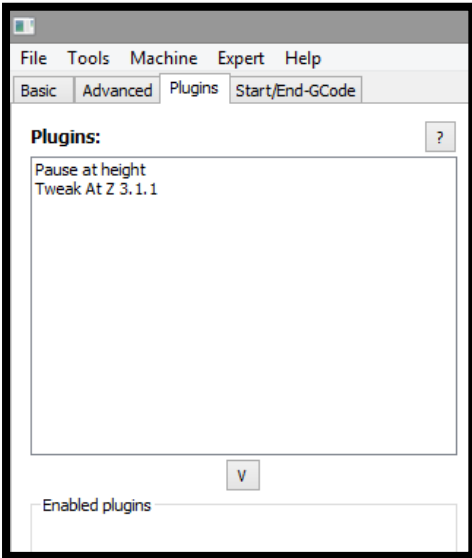 File Tools Machine Expert Help
Basic Advanced Plugins Start/End-GCode
Plugins: ?
Pause at height
Tweak At Z 3.1.1
V
Enabled plugins